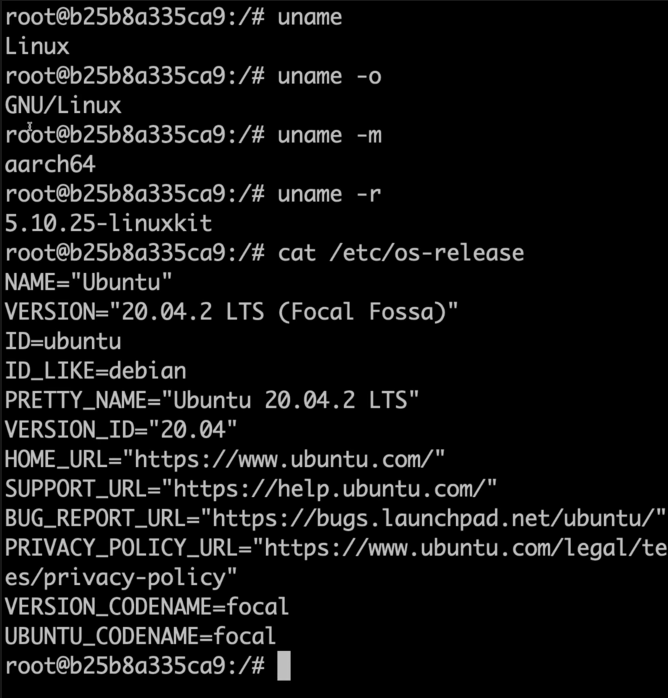 root@b25b8a335ca9:/# uname
Linux
root@b25b8a335ca9:/# uname -o
GNU/Linux
root@b25b8a335ca9:/# uname -m
aarch64
root@b25b8a335ca9:/# uname -r
5.10.25-linuxkit
root@b25b8a335ca9:/# cat /etc/os-release
NAME="Ubuntu"
VERSION="20.04.2 LTS (Focal Fossa)"
ID=ubuntu
ID_LIKE=debian
PRETTY_NAME="Ubuntu 20.04.2 LTS"
VERSION_ID="20.04"
HOME_URL="https://www.ubuntu.com/"
SUPPORT_URL="https://help.ubuntu.com/"
BUG_REPORT_URL="https://bugs.launchpad.net/ubuntu/"
PRIVACY_POLICY_URL="https://www.ubuntu.com/legal/te
es/privacy-policy"
VERSION_CODENAME=focal
UBUNTU_CODENAME=focal
root@b25b8a335ca9:/#